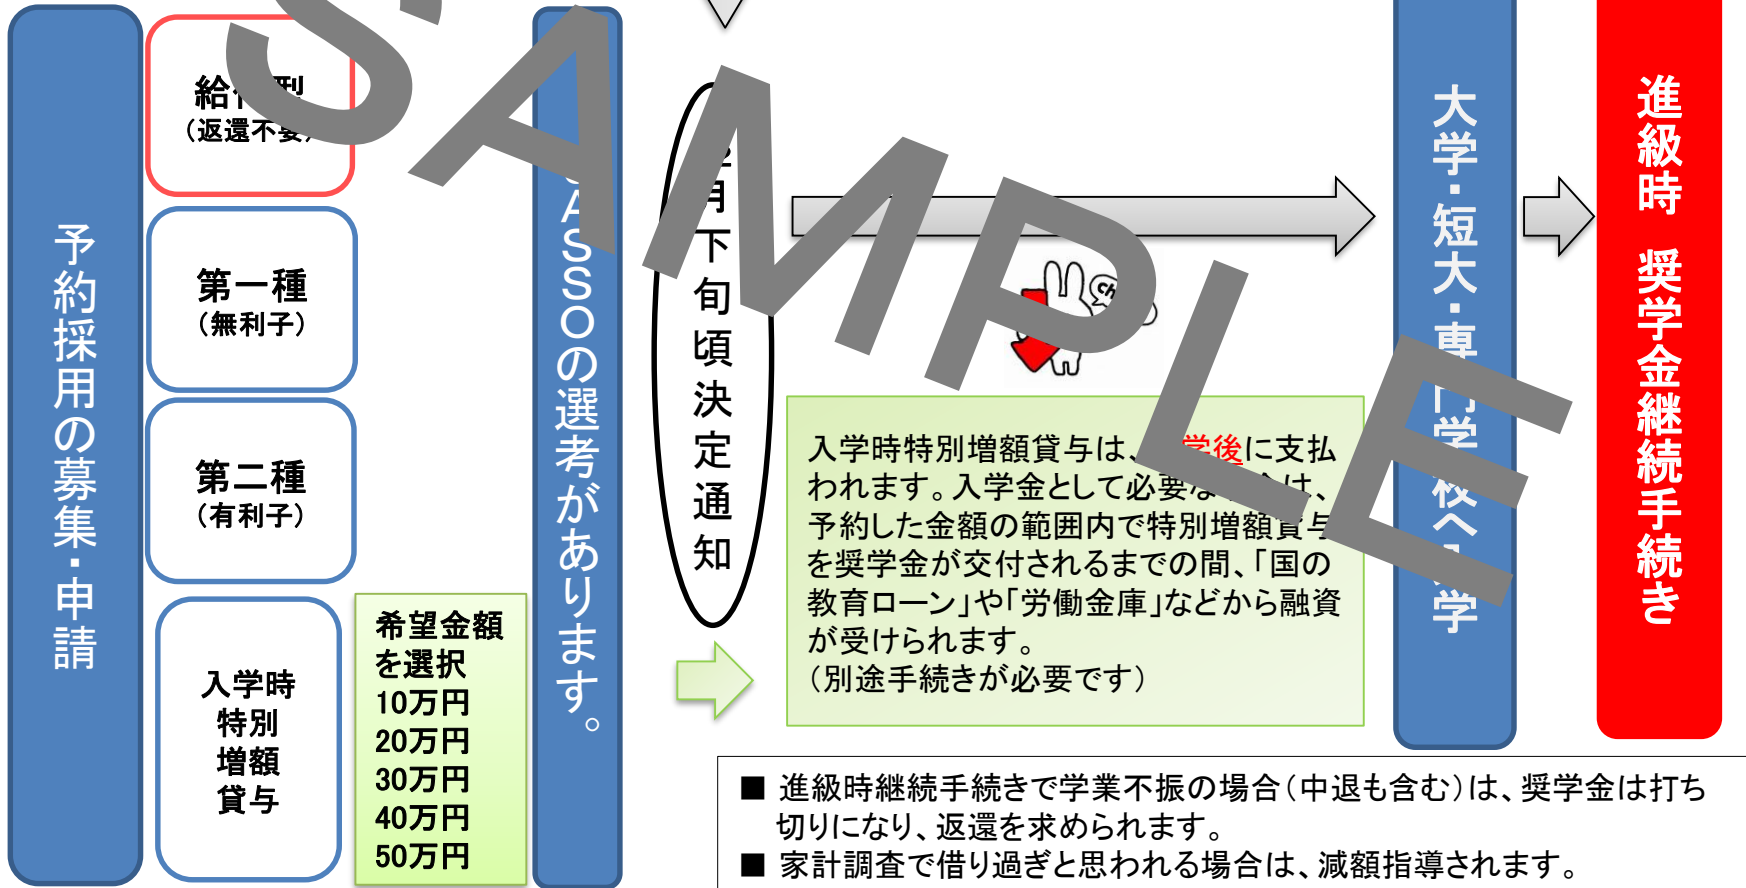 予約採用の募集・申請
(返還不要)
第一種
(無利子)
第二種
(有利子)
入学時
特別
増額
貸与
希望金額
を選択
10万円
20万円
30万円
40万円
50万円
ASSOの選考があります。
月下旬頃決定通知
入学時特別増額貸与は、学後に支払
われます。入学金として必要な は、
予約した金額の範囲内で特別増額貸与
を奨学金が交付されるまでの間、「国の
教育ローン」や「労働金庫」などから融資
が受けられます。
(別途手続きが必要です)
大学・短大・専門学校へ 学
進級時 奨学金継続手続き
■ 進級時継続手続きで学業不振の場合(中退も含む)は、奨学金は打ち
切りになり、返還を求められます。
■ 家計調査で借り過ぎと思われる場合は、減額指導されます。
SAMPLE